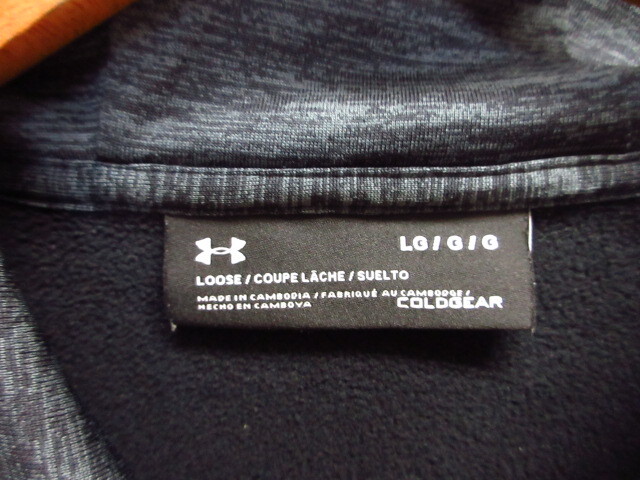 LG / G / G
LOOSE / COUPE LÂCHE / SUELTO
MADE IN CAMBODIA / FABRIQUÉ AU CAMBODGE /
HECHO EN CAMBOYA
COLDGEAR